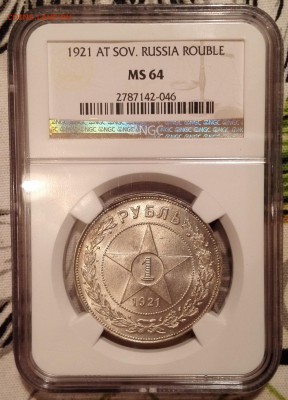 1921 AT SOV. RUSSIA ROUBLE
MS 64
2787142-046
NGC
РУБЛЬ
1
1921